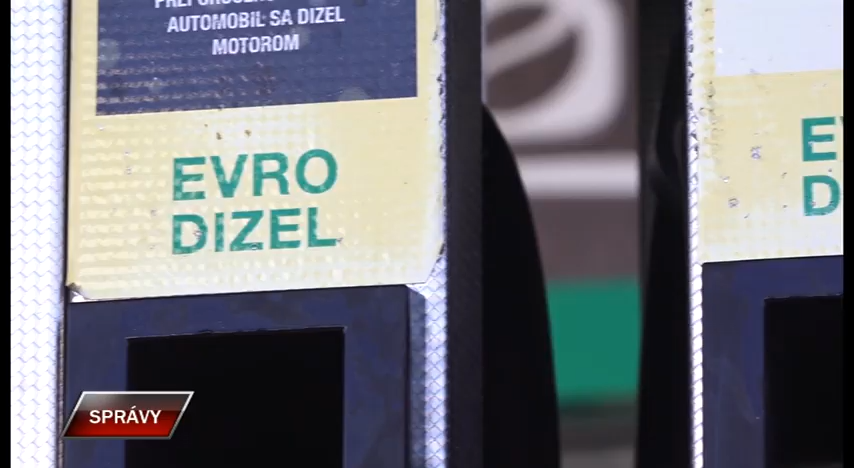 AUTOMOBIL SA DIZEL
MOTOROM
EVRO
DIZEL
SPRÁVY